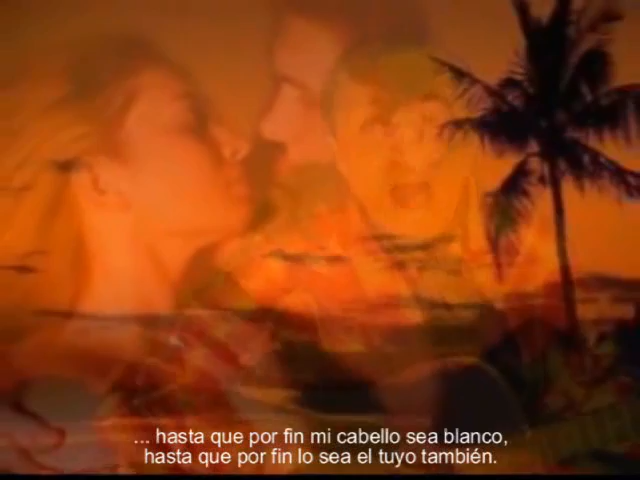 ... hasta que por fin mi cabello sea blanco,
hasta que por fin lo sea el tuyo también.